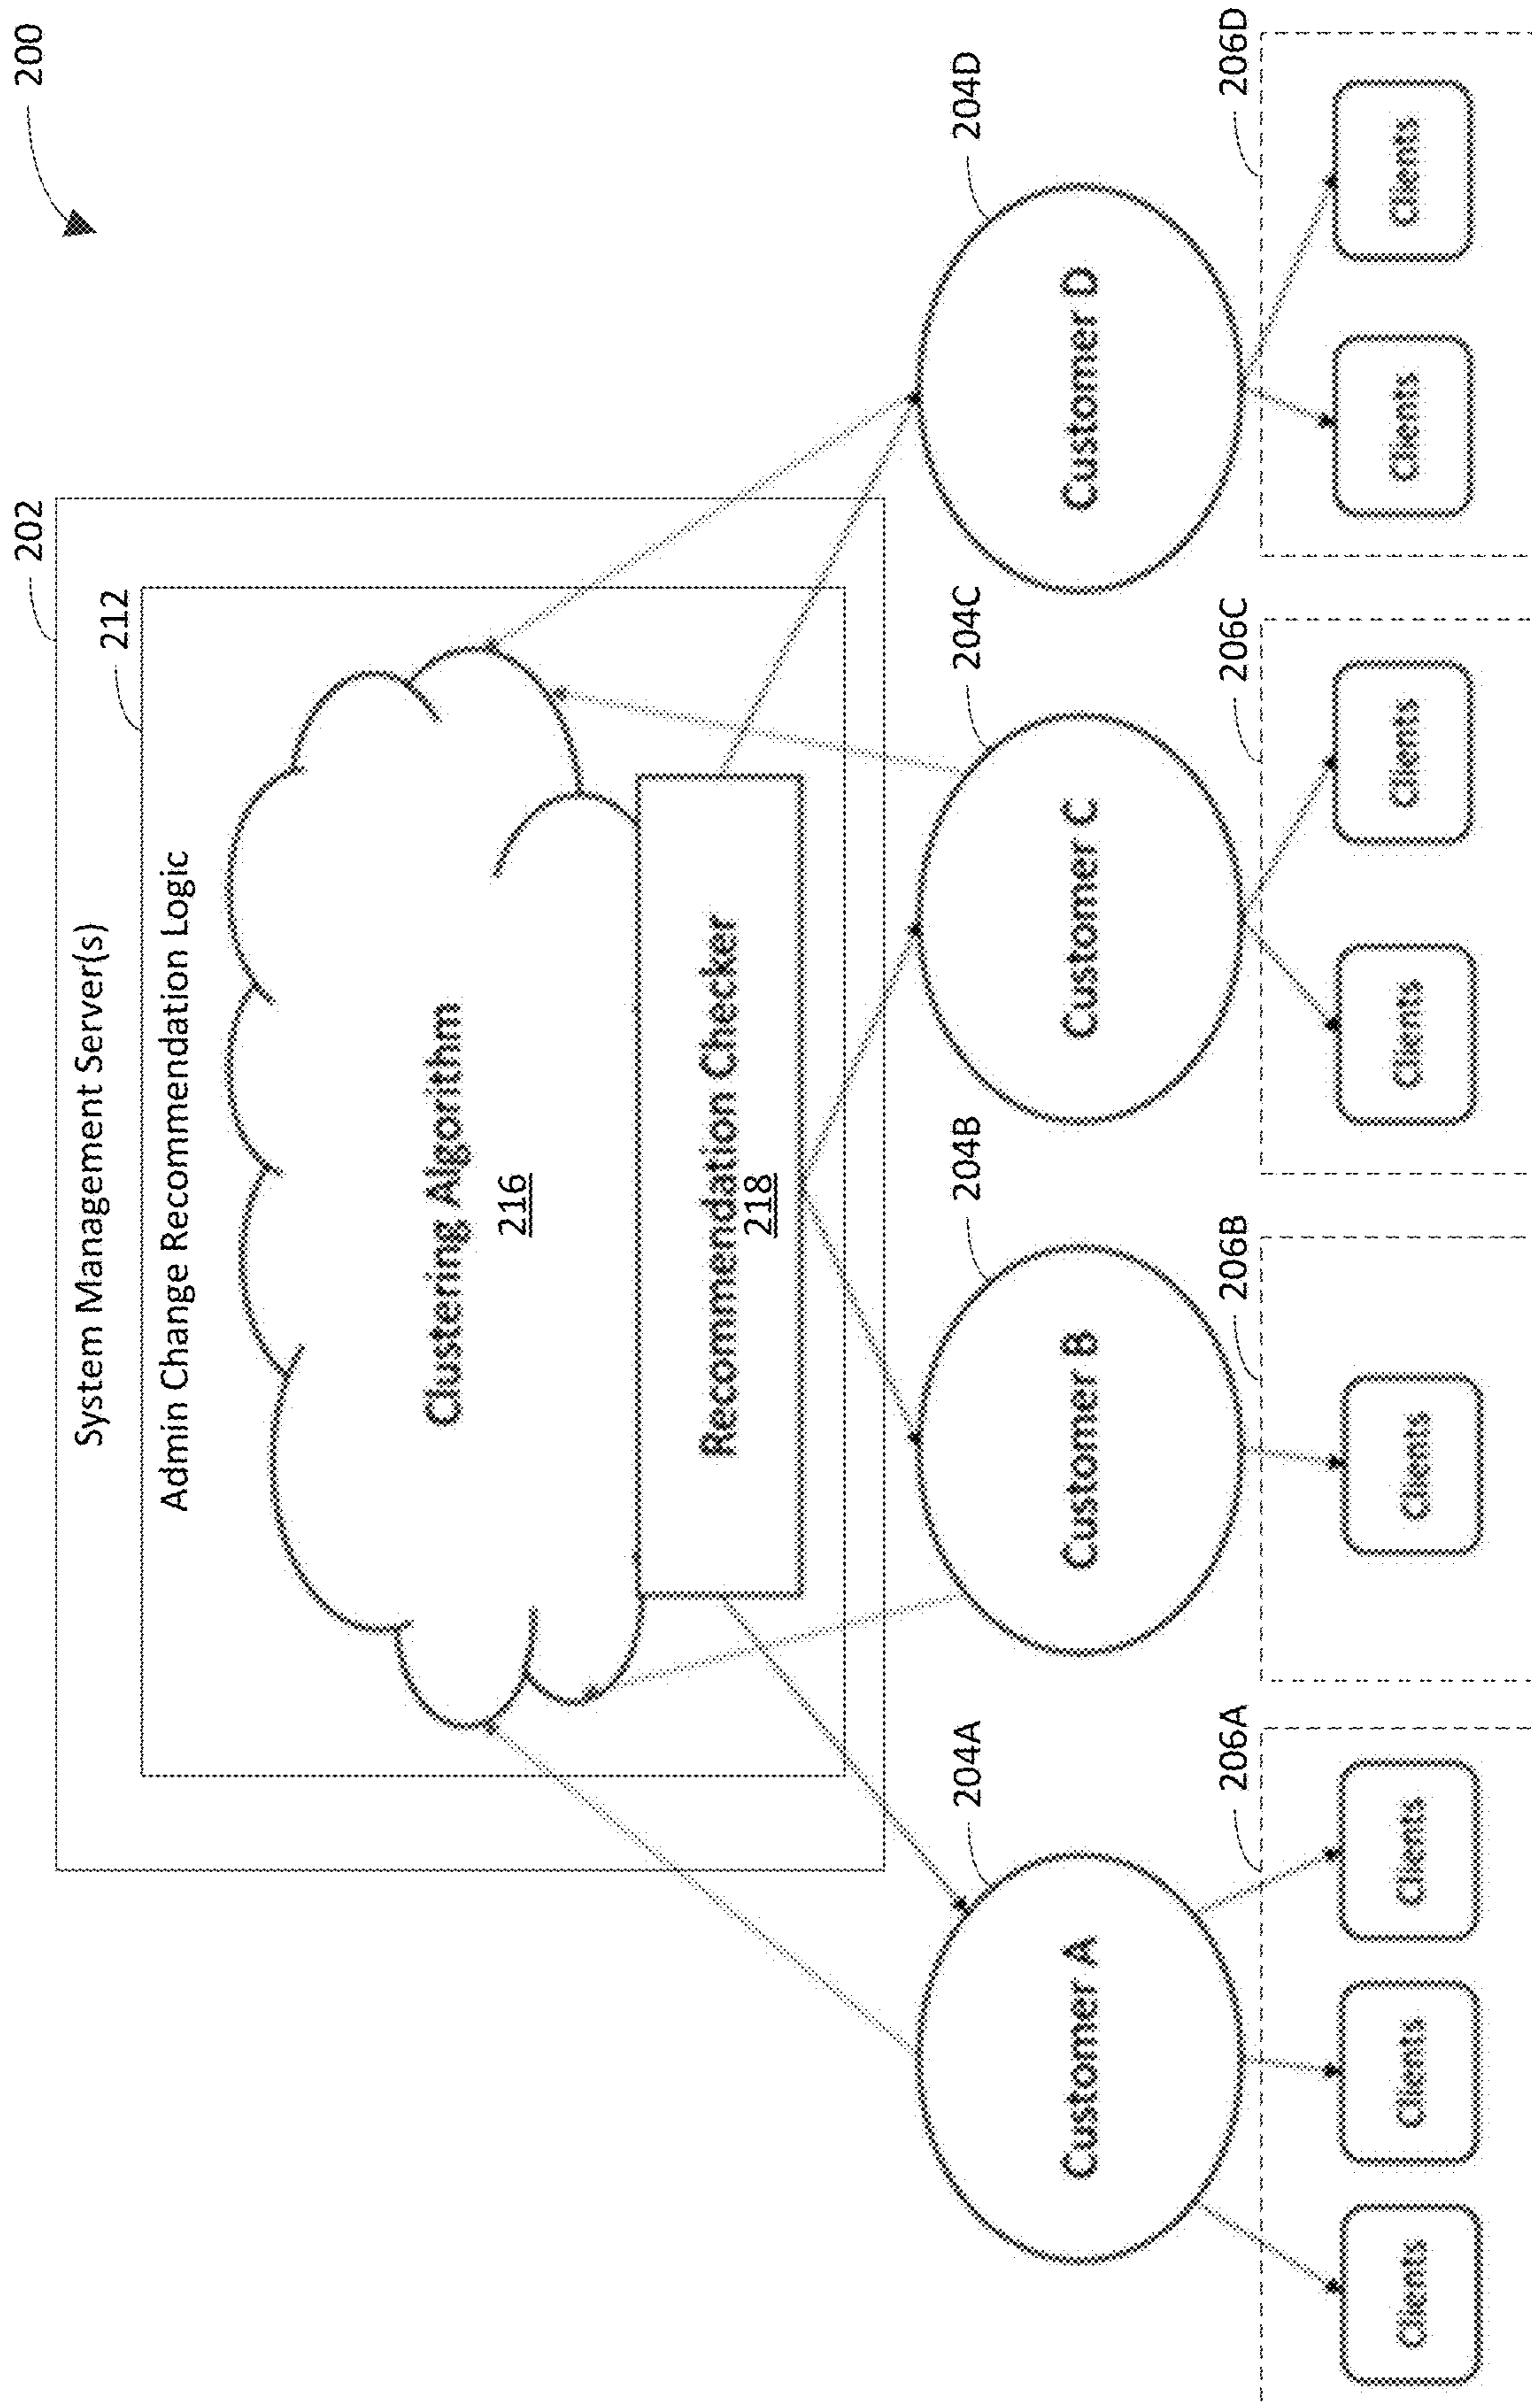 200
202
System Management Server(s)
212
Admin Change Recommendation Logic
Clustering Algorithm
216
Recommendation Checker
218
204A
204B
204C
204D
Customer A
Customer B
Customer C
Customer D
206A
206B
206C
206D
Clients
Clients
Clients
Clients
Clients
Clients
Clients
Clients